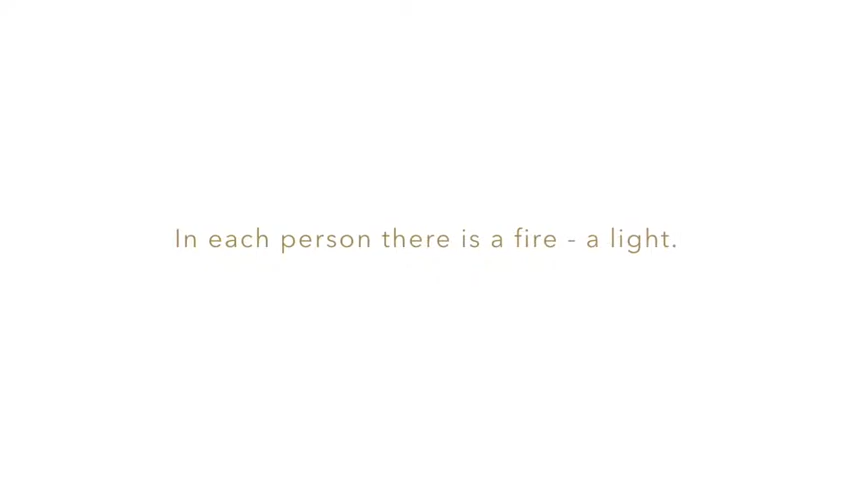 In each person there is a fire - a light.